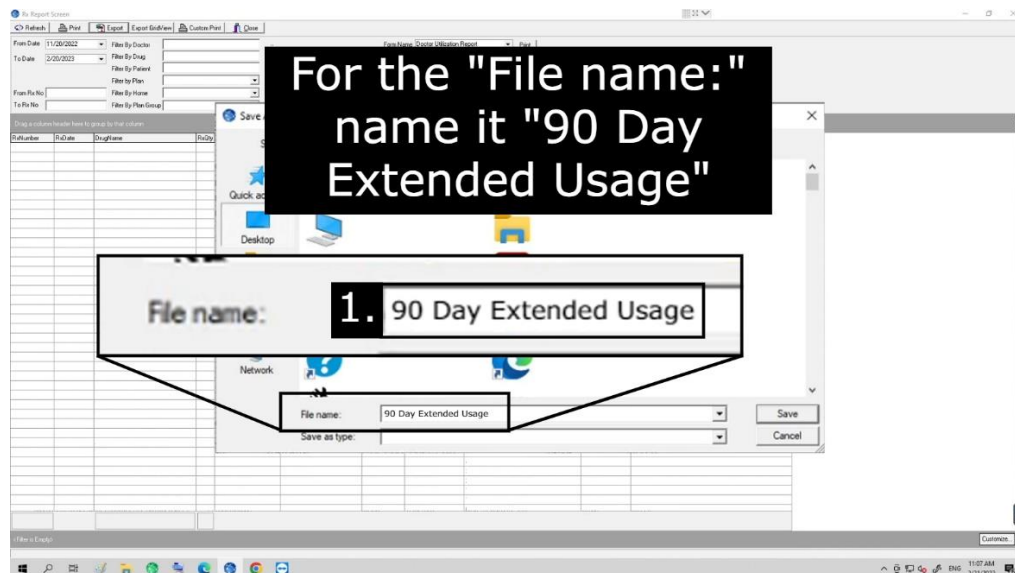 Rx Report Screen
Refresh Print Export Export GridView Custom Print Close
From Date 11/20/2022 Filter By Doctor Form Name Doctor Utilization Report Print
To Date 2/20/2023 Filter By Drug
Filter By Patient
Filter by Plan
From Rx No Filter By Home
To Rx No Filter By Plan Group
Drag a column header here to group by that column
RxNumber RxDate DrugName RxQty
For the "File name:"
name it "90 Day
Extended Usage"
Save
Quick
Desktop
File name: 1. 90 Day Extended Usage
Network
File name: 90 Day Extended Usage Save
Save as type: Cancel
<Filter is Empty> Customize...
ENG 11:07 AM